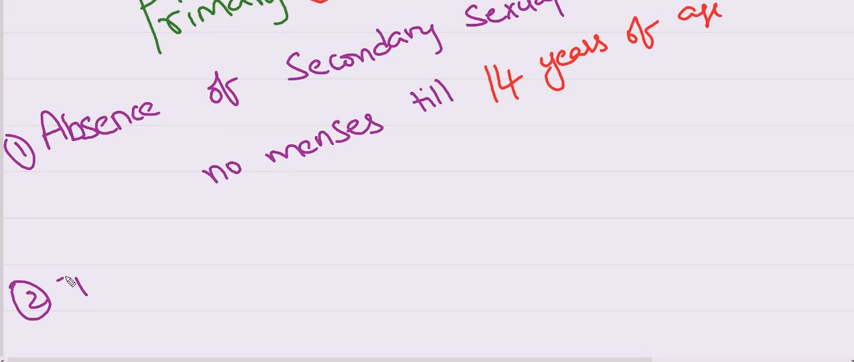 Primary
① Absence of Secondary Sexual
no menses till 14 years of age
②